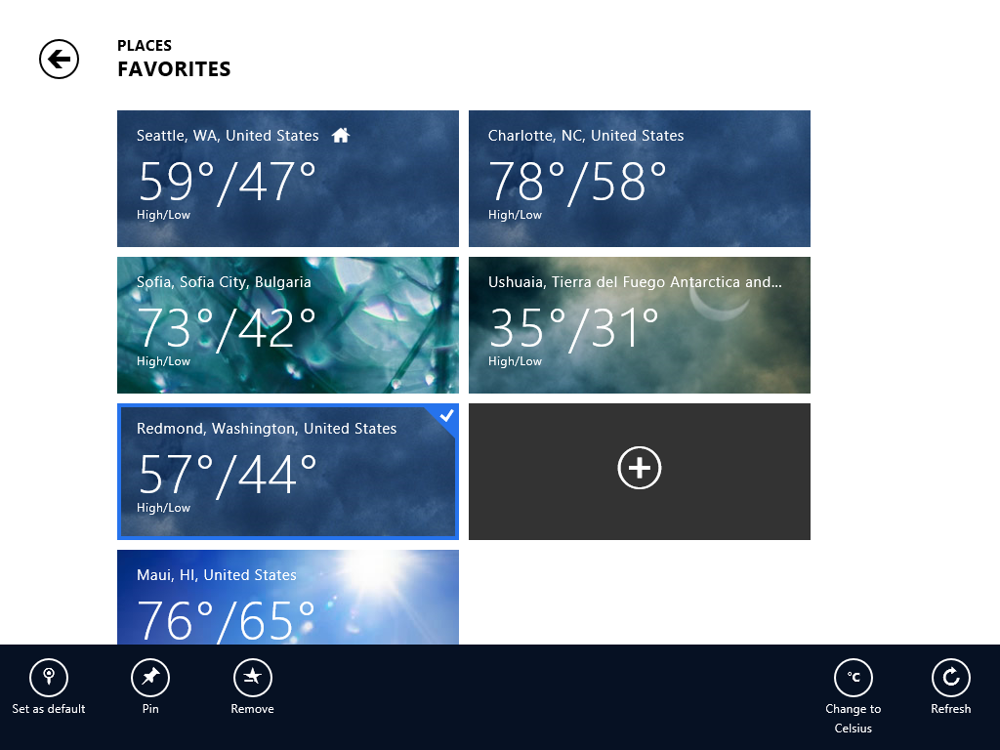 PLACES
FAVORITES
Seattle, WA, United States
59°/47°
High/Low
Charlotte, NC, United States
78°/58°
High/Low
Sofia, Sofia City, Bulgaria
73°/42°
High/Low
Ushuaia, Tierra del Fuego Antarctica and...
35°/31°
High/Low
Redmond, Washington, United States
57°/44°
High/Low
Maui, HI, United States
76°/65°
Set as default
Pin
Remove
°C
Change to
Celsius
Refresh